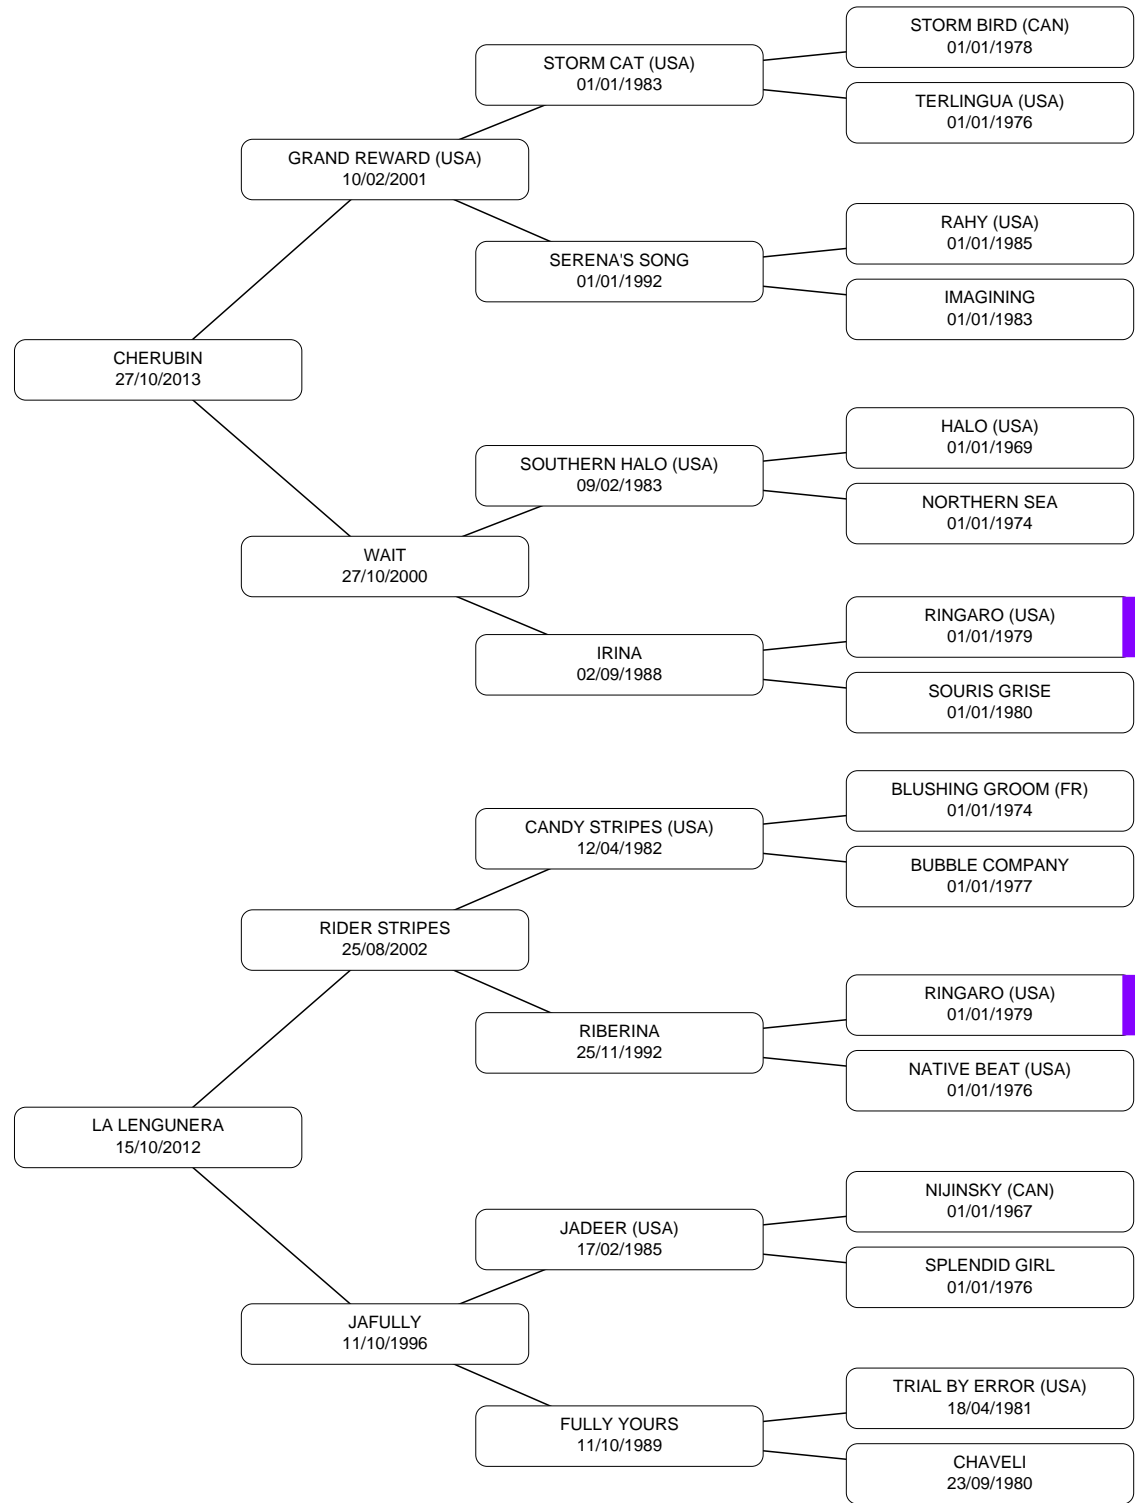 STORM BIRD (CAN)
01/01/1978
STORM CAT (USA)
01/01/1983
TERLINGUA (USA)
01/01/1976
GRAND REWARD (USA)
10/02/2001
RAHY (USA)
01/01/1985
SERENA'S SONG
01/01/1992
IMAGINING
01/01/1983
CHERUBIN
27/10/2013
HALO (USA)
01/01/1969
SOUTHERN HALO (USA)
09/02/1983
NORTHERN SEA
01/01/1974
WAIT
27/10/2000
RINGARO (USA)
01/01/1979
IRINA
02/09/1988
SOURIS GRISE
01/01/1980
BLUSHING GROOM (FR)
01/01/1974
CANDY STRIPES (USA)
12/04/1982
BUBBLE COMPANY
01/01/1977
RIDER STRIPES
25/08/2002
RINGARO (USA)
01/01/1979
RIBERINA
25/11/1992
NATIVE BEAT (USA)
01/01/1976
LA LENGUNERA
15/10/2012
NIJINSKY (CAN)
01/01/1967
JADEER (USA)
17/02/1985
SPLENDID GIRL
01/01/1976
JAFULLY
11/10/1996
TRIAL BY ERROR (USA)
18/04/1981
FULLY YOURS
11/10/1989
CHAVELI
23/09/1980